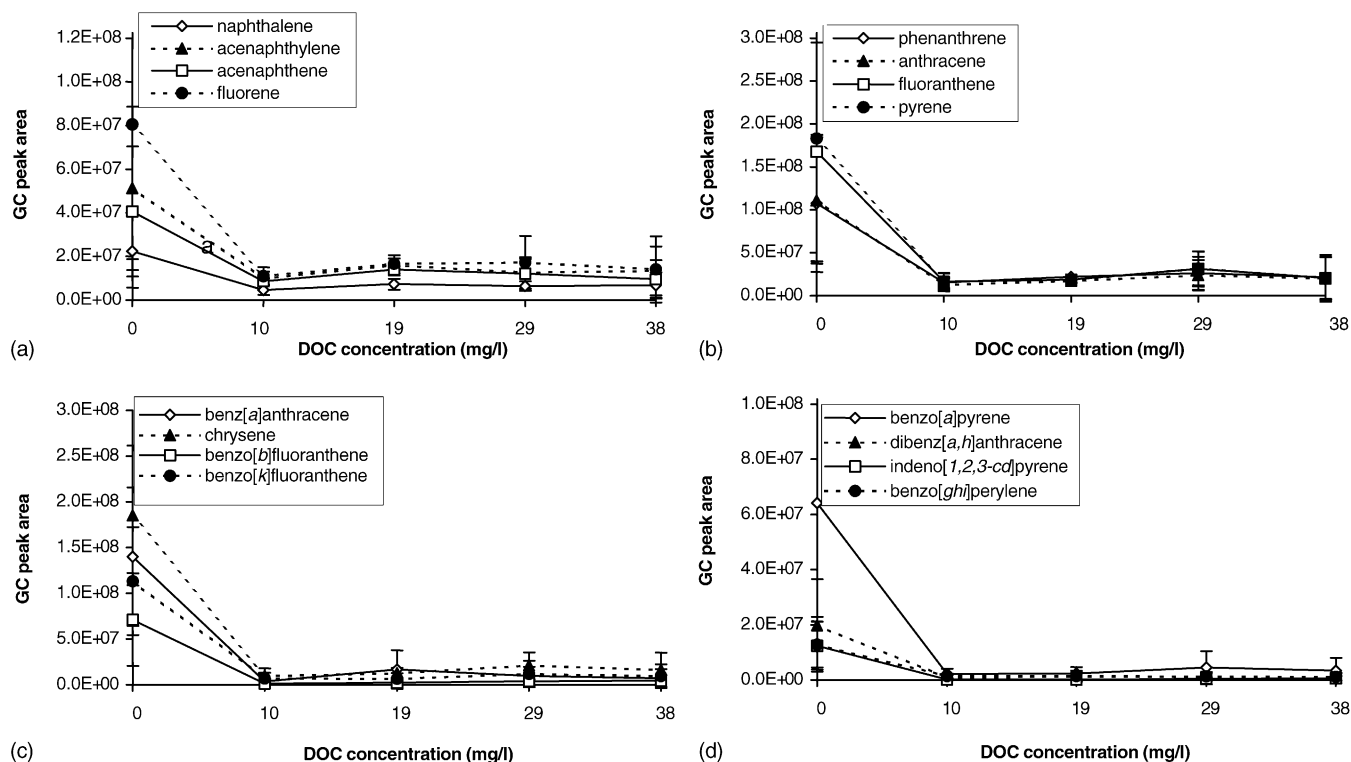 naphthalene
acenaphthylene
acenaphthene
fluorene
1.2E+08
1.0E+08
8.0E+07
6.0E+07
4.0E+07
2.0E+07
0.0E+00
GC peak area
a
0 10 19 29 38
DOC concentration (mg/l)
(a)
phenanthrene
anthracene
fluoranthene
pyrene
3.0E+08
2.5E+08
2.0E+08
1.5E+08
1.0E+08
5.0E+07
0.0E+00
GC peak area
0 10 19 29 38
DOC concentration (mg/l)
(b)
benz[a]anthracene
chrysene
benzo[b]fluoranthene
benzo[k]fluoranthene
3.0E+08
2.5E+08
2.0E+08
1.5E+08
1.0E+08
5.0E+07
0.0E+00
GC peak area
0 10 19 29 38
DOC concentration (mg/l)
(c)
benzo[a]pyrene
dibenz[a,h]anthracene
indeno[1,2,3-cd]pyrene
benzo[ghi]perylene
1.0E+08
8.0E+07
6.0E+07
4.0E+07
2.0E+07
0.0E+00
GC peak area
0 10 19 29 38
DOC concentration (mg/l)
(d)